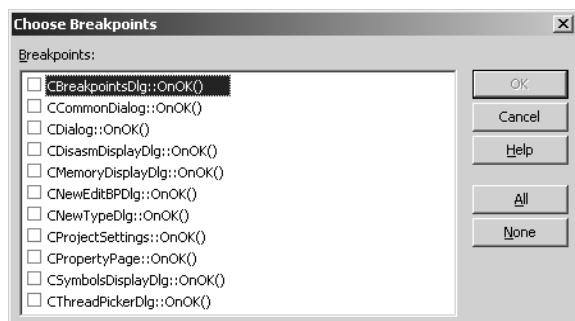 Choose Breakpoints
Breakpoints:
CBreakpointsDlg::OnOK()
CCommonDialog::OnOK()
CDialog::OnOK()
CDisasmDisplayDlg::OnOK()
CMemoryDisplayDlg::OnOK()
CNewEditBPDlg::OnOK()
CNewTypeDlg::OnOK()
CProjectSettings::OnOK()
CPropertyPage::OnOK()
CSymbolsDisplayDlg::OnOK()
CThreadPickerDlg::OnOK()
OK
Cancel
Help
All
None